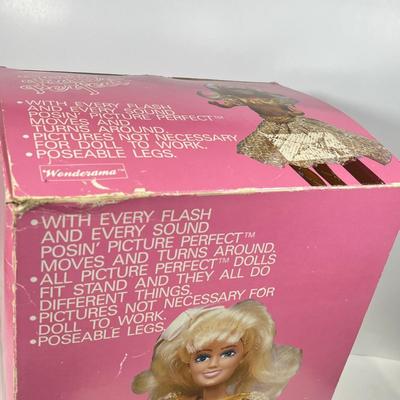 • WITH EVERY FLASH
AND EVERY SOUND
POSIN' PICTURE PERFECT™
MOVES AND
TURNS AROUND.
• PICTURES NOT NECESSARY
FOR DOLL TO WORK.
• POSEABLE LEGS.
Wonderama™
• WITH EVERY FLASH
AND EVERY SOUND
POSIN' PICTURE PERFECT™
MOVES AND TURNS AROUND.
• ALL PICTURE PERFECT™ DOLLS
FIT STAND AND THEY ALL DO
DIFFERENT THINGS.
• PICTURES NOT NECESSARY FOR
DOLL TO WORK.
• POSEABLE LEGS.